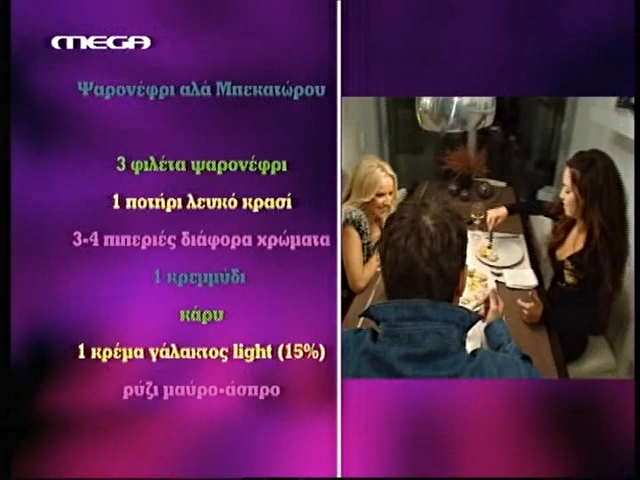 MEGA
Ψαρονέφρι αλά Μπεκατώρου
3 φιλέτα ψαρονέφρι
1 ποτήρι λευκό κρασί
3-4 πιπεριές διάφορα χρώματα
1 κρεμμύδι
κάρυ
1 κρέμα γάλακτος light (15%)
ρύζι μαύρο-άσπρο